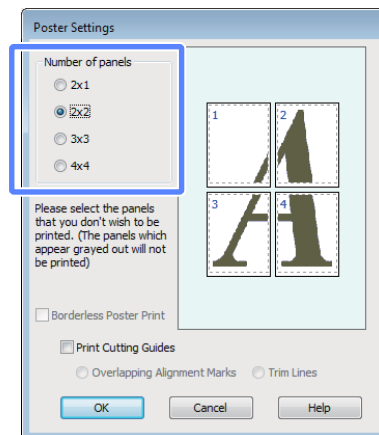 Poster Settings
Number of panels
2x1
2x2
3x3
4x4
1
2
3
4
Please select the panels
that you don't wish to be
printed. (The panels which
appear grayed out will not
be printed)
Borderless Poster Print
Print Cutting Guides
Overlapping Alignment Marks
Trim Lines
OK
Cancel
Help